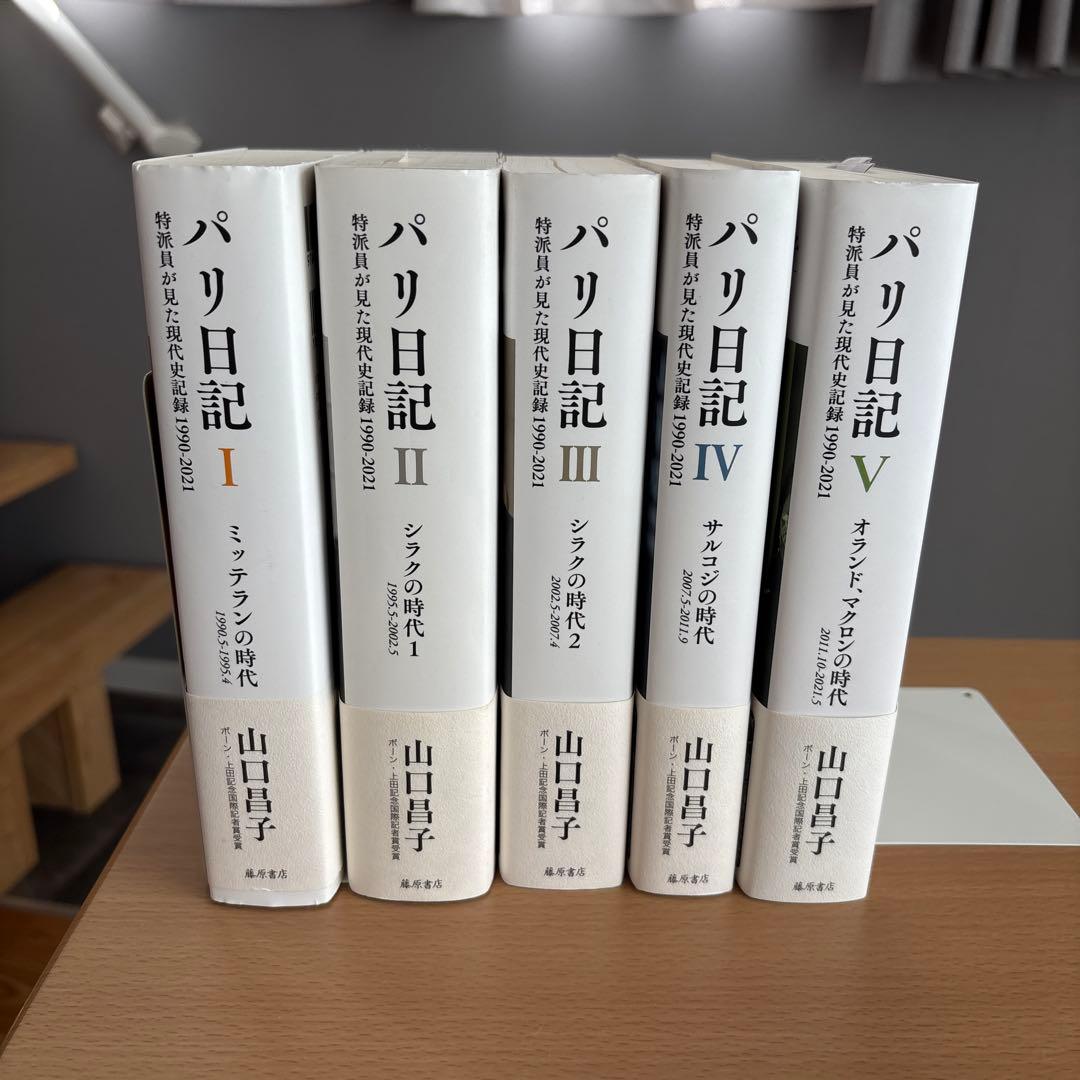 パリ日記 I
特派員が見た現代史記録 1990-2021
ミッテランの時代
1990.5-1995.4
山口昌子
ボーン・上田記念国際記者賞受賞
藤原書店
パリ日記 II
特派員が見た現代史記録 1990-2021
シラクの時代 1
1995.5-2002.5
山口昌子
ボーン・上田記念国際記者賞受賞
藤原書店
パリ日記 III
特派員が見た現代史記録 1990-2021
シラクの時代 2
2002.5-2007.4
山口昌子
ボーン・上田記念国際記者賞受賞
藤原書店
パリ日記 IV
特派員が見た現代史記録 1990-2021
サルコジの時代
2007.5-2011.9
山口昌子
ボーン・上田記念国際記者賞受賞
藤原書店
パリ日記 V
特派員が見た現代史記録 1990-2021
オランド、マクロンの時代
2011.10-2021.5
山口昌子
ボーン・上田記念国際記者賞受賞
藤原書店